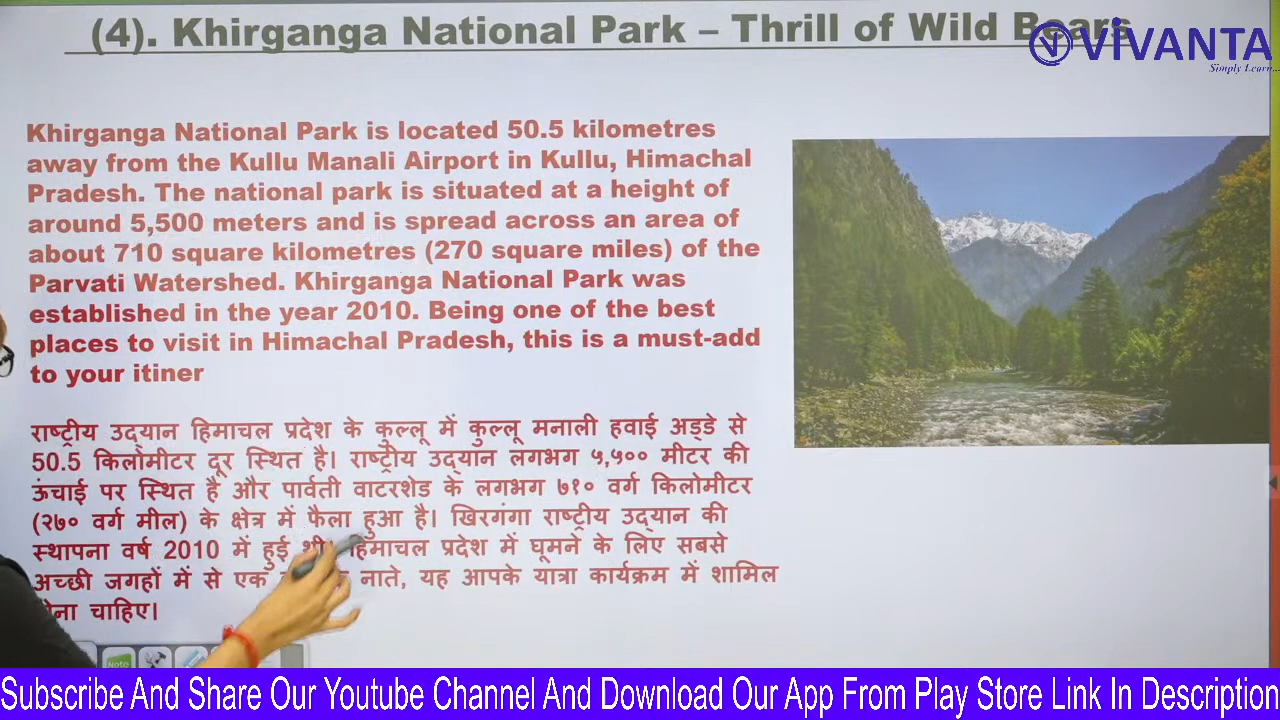 (4). Khirganga National Park – Thrill of Wild Bears
VIVANTA
Simply Learn...
Khirganga National Park is located 50.5 kilometres
away from the Kullu Manali Airport in Kullu, Himachal
Pradesh. The national park is situated at a height of
around 5,500 meters and is spread across an area of
about 710 square kilometres (270 square miles) of the
Parvati Watershed. Khirganga National Park was
established in the year 2010. Being one of the best
places to visit in Himachal Pradesh, this is a must-add
to your itiner
राष्ट्रीय उद्यान हिमाचल प्रदेश के कुल्लू में कुल्लू मनाली हवाई अड्डे से
50.5 किलोमीटर दूर स्थित है। राष्ट्रीय उद्यान लगभग ५,५०० मीटर की
ऊंचाई पर स्थित है और पार्वती वाटरशेड के लगभग ७१० वर्ग किलोमीटर
(२७० वर्ग मील) के क्षेत्र में फैला हुआ है। खिरगंगा राष्ट्रीय उद्यान की
स्थापना वर्ष 2010 में हुई थी। हिमाचल प्रदेश में घूमने के लिए सबसे
अच्छी जगहों में से एक नाते, यह आपके यात्रा कार्यक्रम में शामिल
चाहिए।
Note
Subscribe And Share Our Youtube Channel And Download Our App From Play Store Link In Description